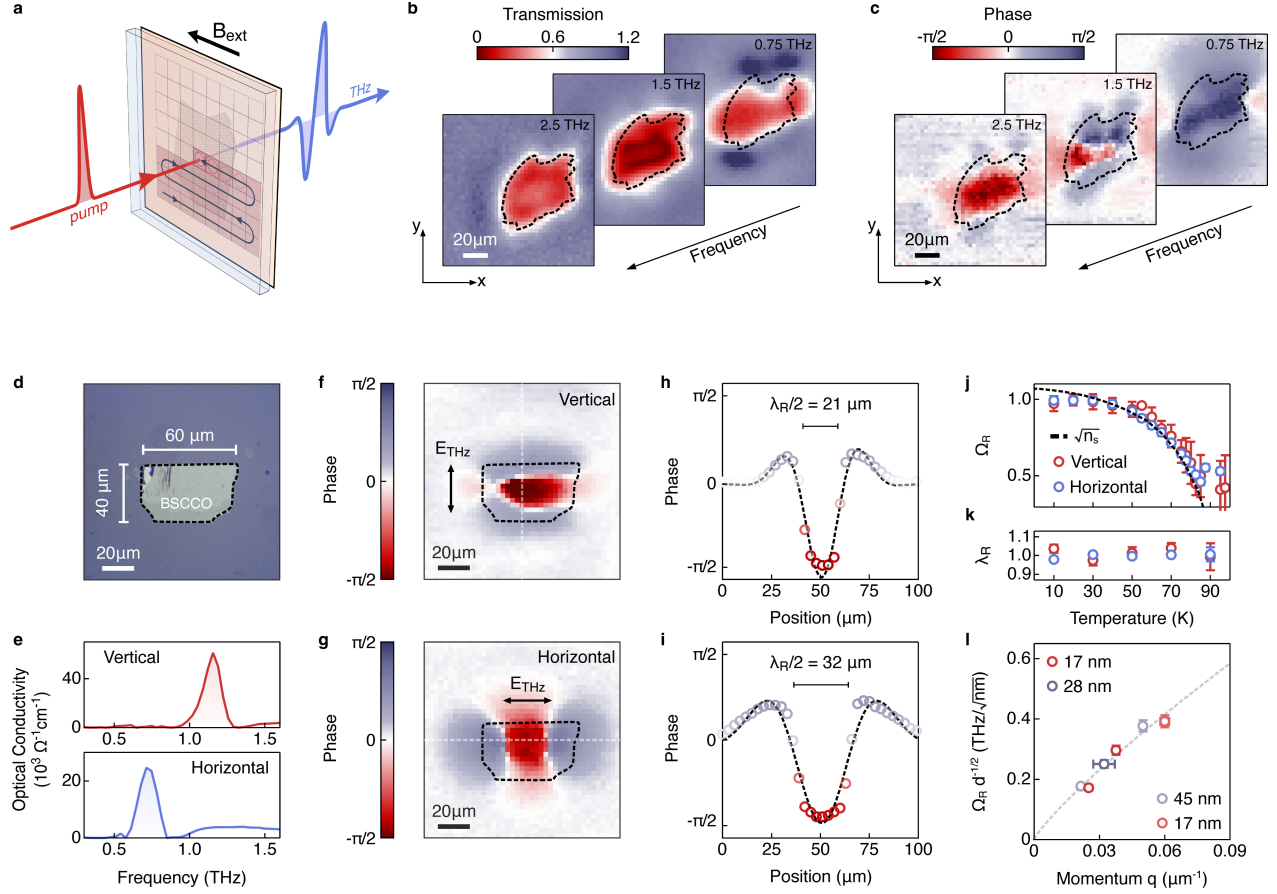 a
B_ext
pump
THz
b
Transmission
0 0.6 1.2
0.75 THz
1.5 THz
2.5 THz
20μm
y
x
Frequency
c
Phase
-π/2 0 π/2
0.75 THz
1.5 THz
2.5 THz
20μm
y
x
Frequency
d
60 μm
40 μm
BSCCO
20μm
e
Vertical
40
0
0.5 1.0 1.5
Horizontal
20
0
0.5 1.0 1.5
Optical Conductivity
(10³ Ω⁻¹cm⁻¹)
Frequency (THz)
f
π/2
0
-π/2
Phase
Vertical
E_THz
20μm
g
π/2
0
-π/2
Phase
Horizontal
E_THz
20μm
h
λ_R/2 = 21 μm
π/2
0
-π/2
Phase
0 25 50 75 100
Position (μm)
i
λ_R/2 = 32 μm
π/2
0
-π/2
Phase
0 25 50 75 100
Position (μm)
j
1.0
0.5
Ω_R
√n_s
Vertical
Horizontal
k
1.1
1.0
0.9
λ_R
10 30 50 70 90
Temperature (K)
l
0.6
0.4
0.2
0
Ω_R d^-1/2 (THz/√nm)
17 nm
28 nm
45 nm
17 nm
0 0.03 0.06 0.09
Momentum q (μm⁻¹)